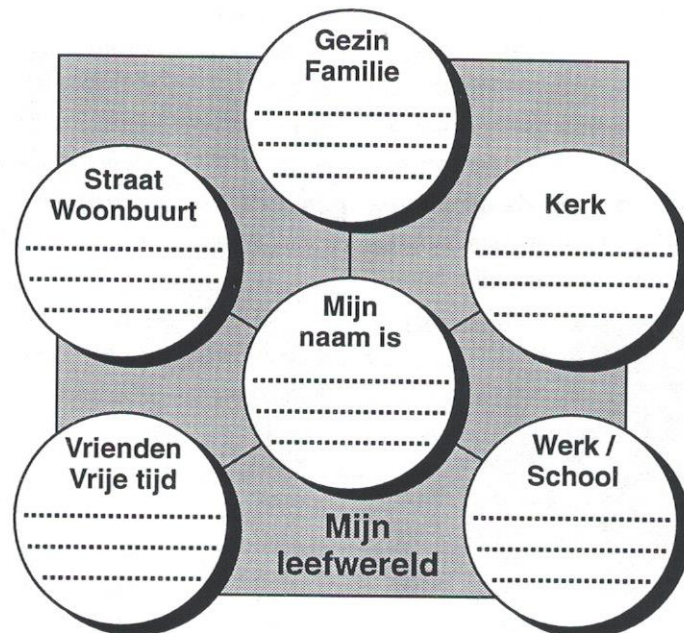 Gezin
Familie
Straat
Woonbuurt
Kerk
Mijn
naam is
Vrienden
Vrije tijd
Werk /
School
Mijn
leefwereld